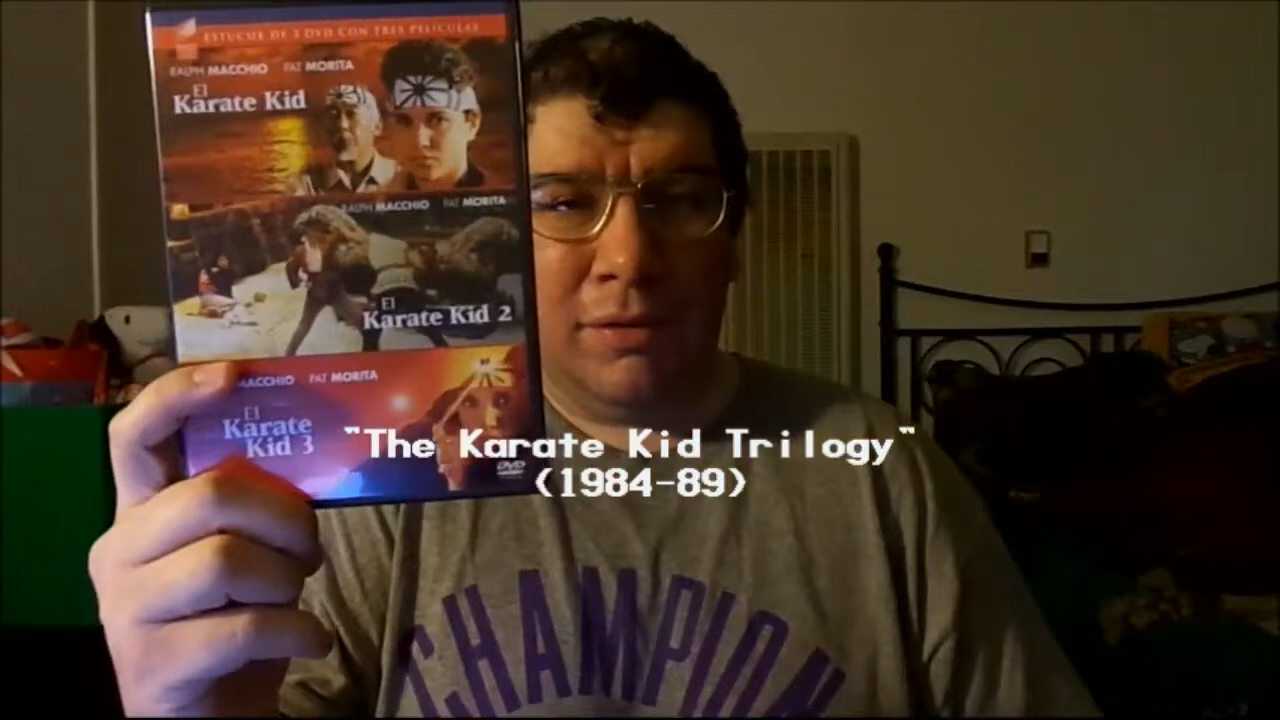 ESTUCHE DE 3 DVD CON TRES PELICULAS
RALPH MACCHIO PAT MORITA
El
Karate Kid
RALPH MACCHIO PAT MORITA
El
Karate Kid 2
MACCHIO PAT MORITA
El
Karate
Kid 3
DVD
"The Karate Kid Trilogy"
(1984-89)
CHAMPION